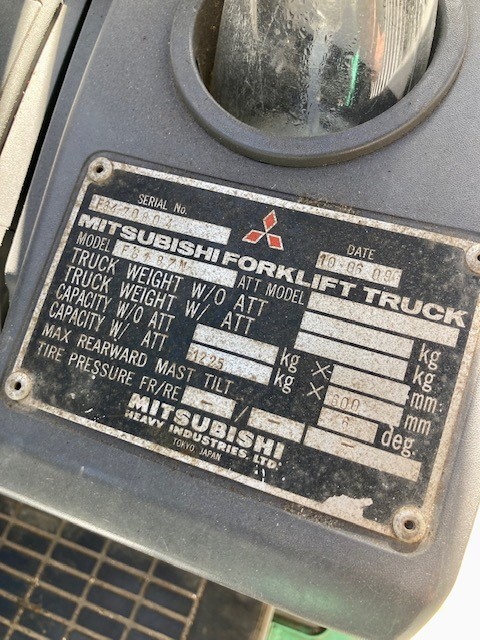 SERIAL No.
MITSUBISHI FORKLIFT TRUCK
DATE
MODEL
ATT MODEL
TRUCK WEIGHT W/O ATT kg
TRUCK WEIGHT W/ ATT kg
CAPACITY W/O ATT kg × mm
CAPACITY W/ ATT 1225 kg × 600 mm
MAX REARWARD MAST TILT 6 deg.
TIRE PRESSURE FR/RE - / - -
MITSUBISHI
HEAVY INDUSTRIES, LTD.
TOKYO JAPAN